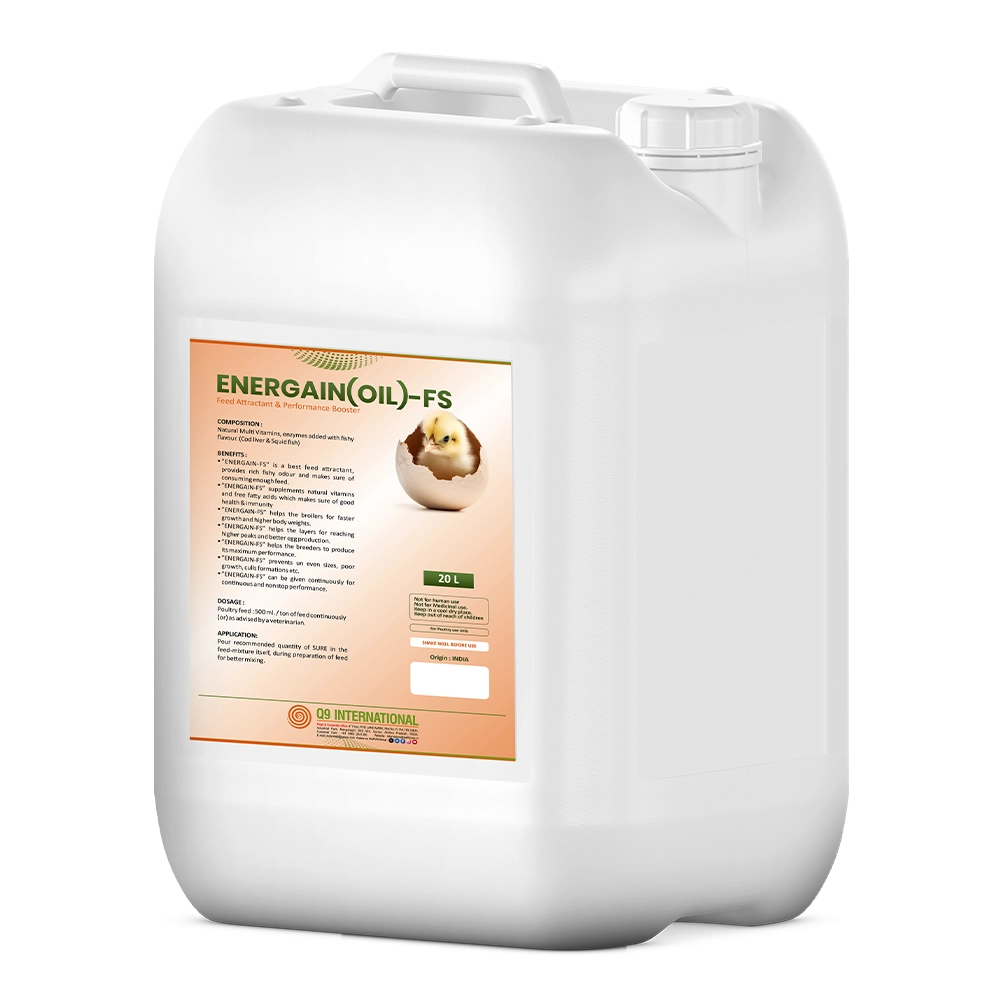 ENERGAIN(OIL)-FS
Feed Attractant & Performance Booster
COMPOSITION :
Natural Multi Vitamins, enzymes added with fishy
flavour. (Cod liver & Squid fish)
BENEFITS :
• "ENERGAIN-FS" is a best feed attractant,
provides rich fishy odour and makes sure of
consuming enough feed.
• "ENERGAIN-FS" supplements natural vitamins
and free fatty acids which makes sure of good
health & immunity
• "ENERGAIN-FS" helps the broilers for faster
growth and higher body weights.
• "ENERGAIN-FS" helps the layers for reaching
higher peaks and better egg production.
• "ENERGAIN-FS" helps the breeders to produce
its maximum performance.
• "ENERGAIN-FS" prevents un even sizes, poor
growth, culls formations etc.
• "ENERGAIN-FS" can be given continuously for
continuous and nonstop performance.
DOSAGE :
Poultry feed : 500 ml. / ton of feed continuously
(or) as advised by a veterinarian.
APPLICATION:
Pour recommended quantity of SURE in the
feed-mixture itself, during preparation of feed
for better mixing.
20 L
Not for human use
Not for Medicinal use.
Keep in a cool dry place.
Keep out of reach of children
For Poultry use only
SHAKE WELL BEFORE USE
Origin : INDIA
Q9 INTERNATIONAL